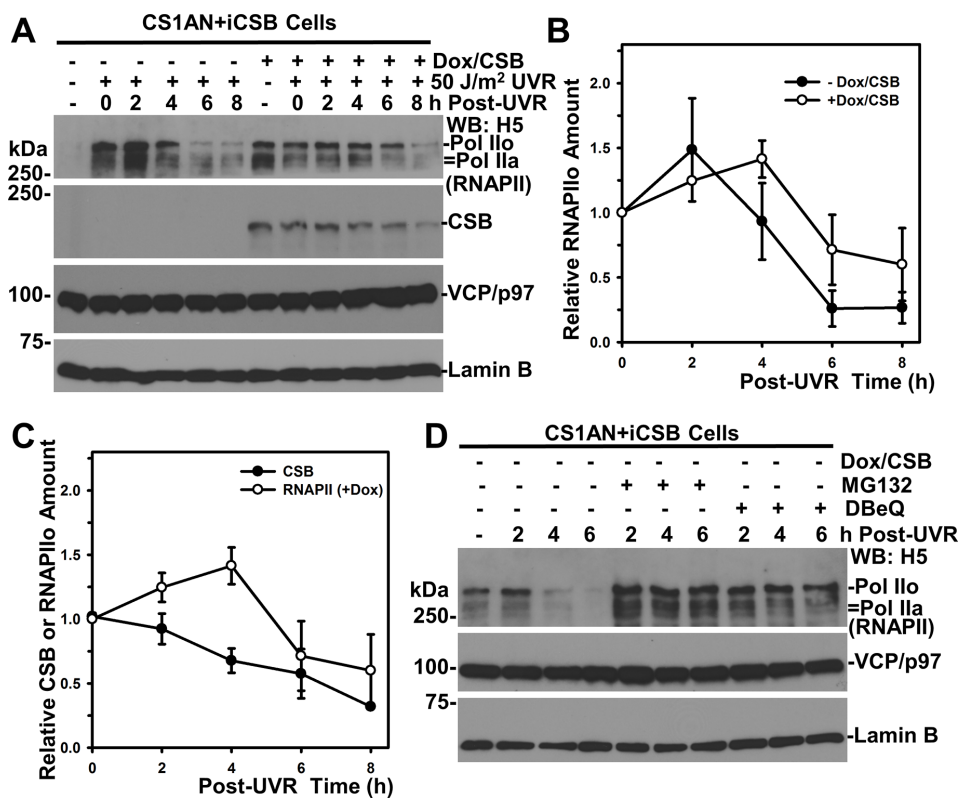 A
CS1AN+iCSB Cells
- - - - - - + + + + + + Dox/CSB
- + + + + + - + + + + + 50 J/m² UVR
- 0 2 4 6 8 - 0 2 4 6 8 h Post-UVR
WB: H5
kDa
-Pol IIo
=Pol IIa
250-
(RNAPII)
250-
-CSB
100-
-VCP/p97
75-
-Lamin B
B
Relative RNAPIIo Amount
2.0
1.5
1.0
0.5
0.0
- Dox/CSB
+Dox/CSB
0 2 4 6 8
Post-UVR Time (h)
C
Relative CSB or RNAPIIo Amount
2.0
1.5
1.0
0.5
0.0
CSB
RNAPII (+Dox)
0 2 4 6 8
Post-UVR Time (h)
D
CS1AN+iCSB Cells
- - - - - - - - - - Dox/CSB
- - - - + + + - - - MG132
- - - - - - - + + + DBeQ
- 2 4 6 2 4 6 2 4 6 h Post-UVR
WB: H5
kDa
-Pol IIo
=Pol IIa
250-
(RNAPII)
100-
-VCP/p97
75-
-Lamin B